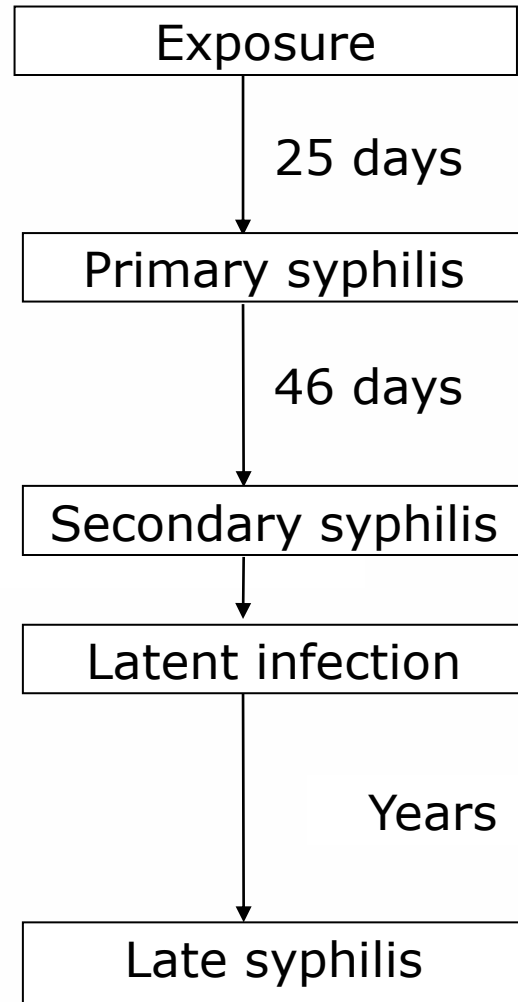 Exposure
25 days
Primary syphilis
46 days
Secondary syphilis
Latent infection
Years
Late syphilis